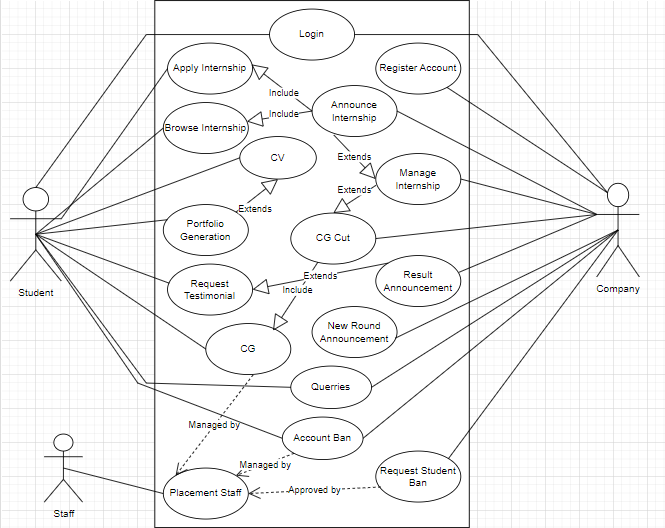 Login
Apply Internship
Register Account
Include
Announce
Internship
Include
Browse Internship
CV
Extends
Manage
Internship
Extends
Extends
Portfolio
Generation
CG Cut
Student
Request
Testimonial
Extends
Include
Result
Announcement
Company
New Round
Announcement
CG
Querries
Managed by
Account Ban
Managed by
Placement Staff
Approved by
Request Student
Ban
Staff